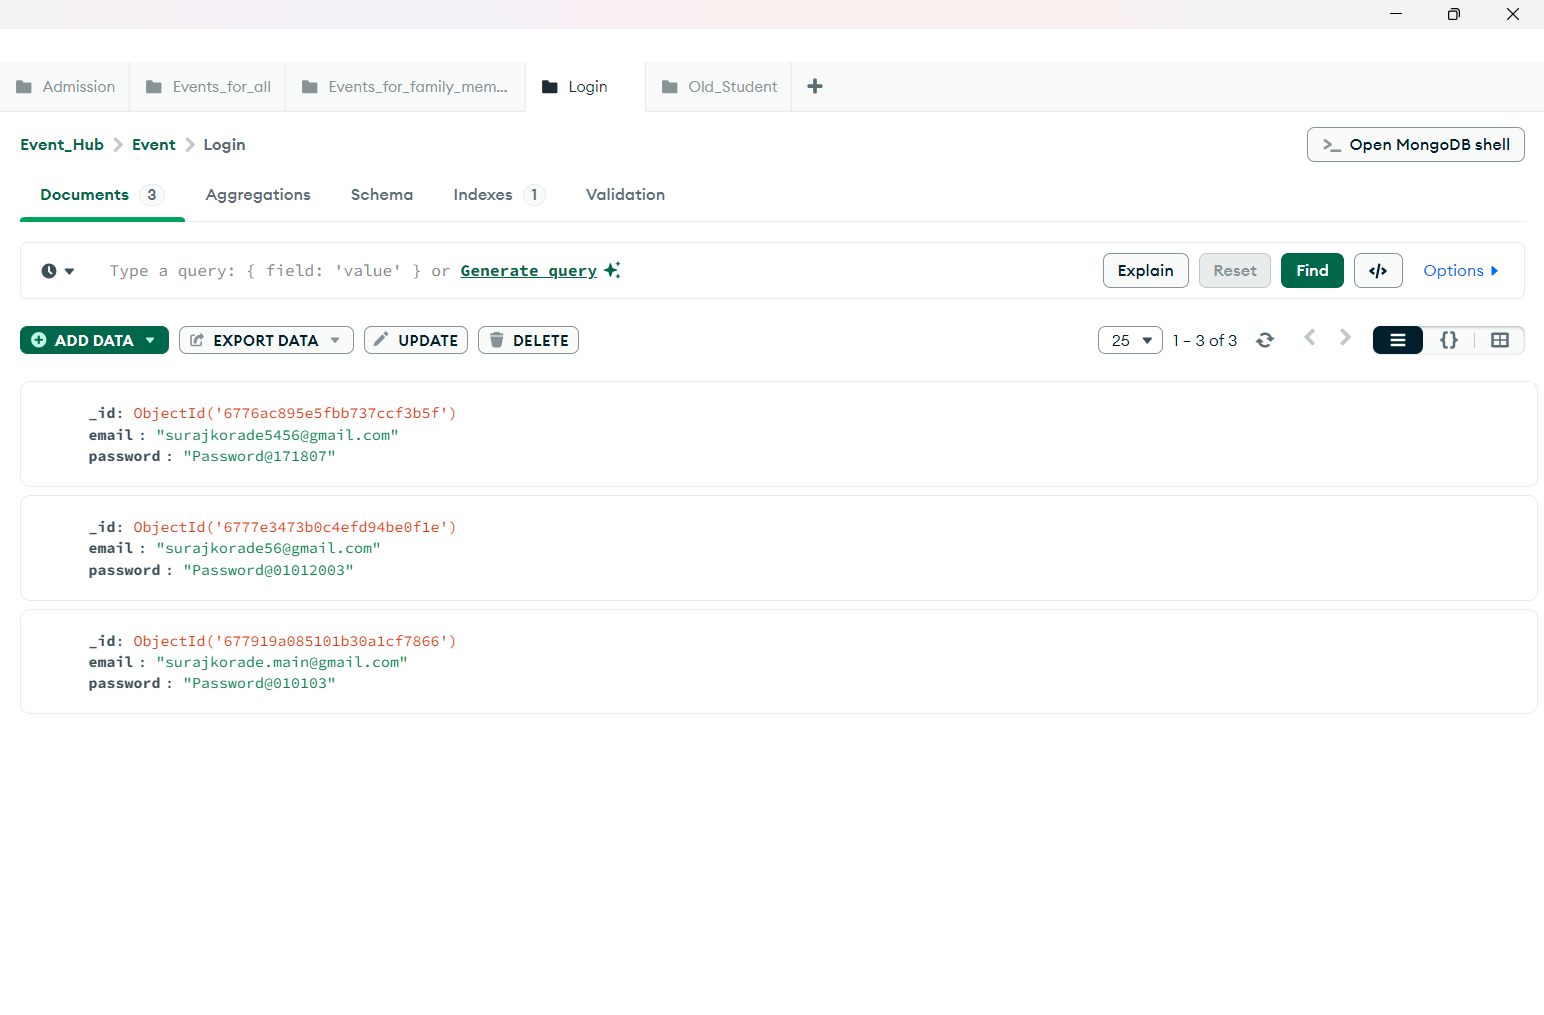 Admission
Events_for_all
Events_for_family_mem...
Login
Old_Student
Event_Hub > Event > Login
>_ Open MongoDB shell
Documents 3
Aggregations
Schema
Indexes 1
Validation
Type a query: { field: 'value' } or Generate query
Explain
Reset
Find
</>
Options
ADD DATA
EXPORT DATA
UPDATE
DELETE
25
1 – 3 of 3
{}
_id: ObjectId('6776ac895e5fbb737ccf3b5f')
email : "surajkorade5456@gmail.com"
password : "Password@171807"
_id: ObjectId('6777e3473b0c4efd94be0f1e')
email : "surajkorade56@gmail.com"
password : "Password@01012003"
_id: ObjectId('677919a085101b30a1cf7866')
email : "surajkorade.main@gmail.com"
password : "Password@010103"